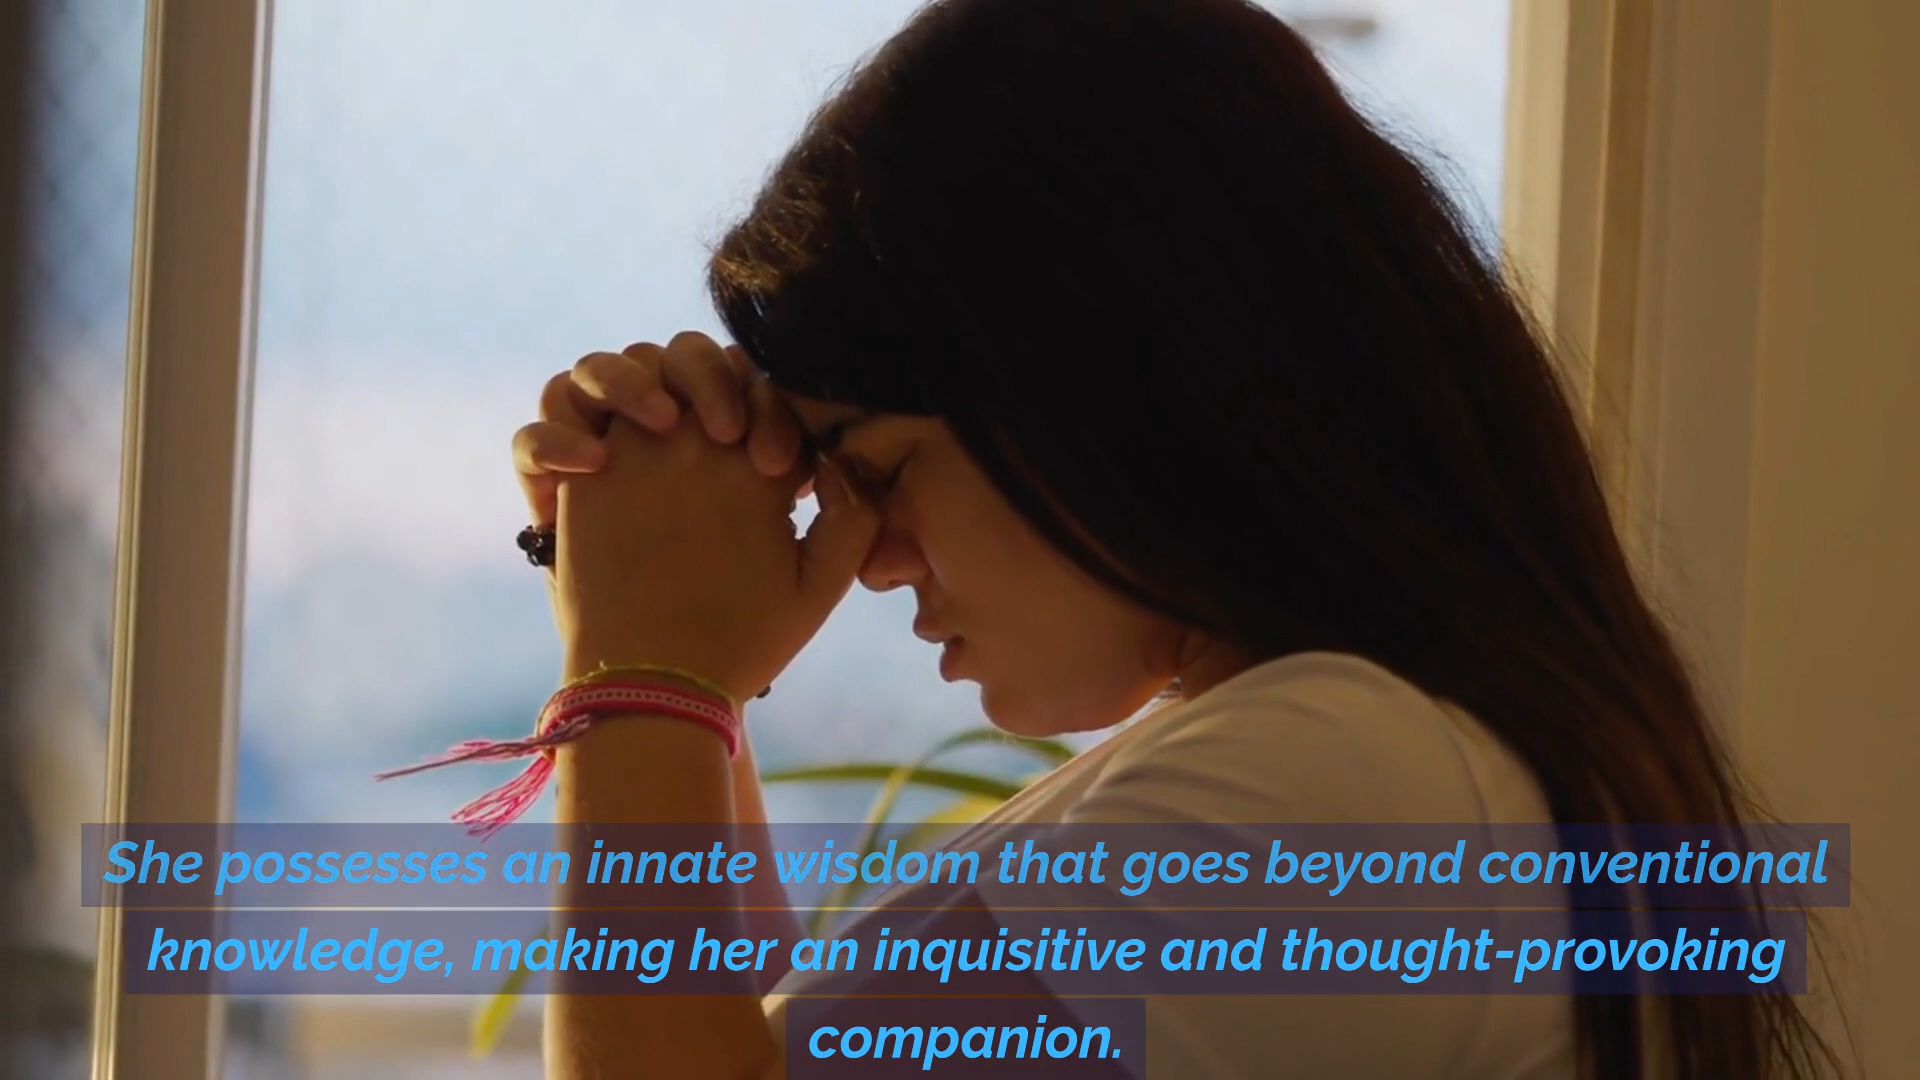 She possesses an innate wisdom that goes beyond conventional
knowledge, making her an inquisitive and thought-provoking
companion.